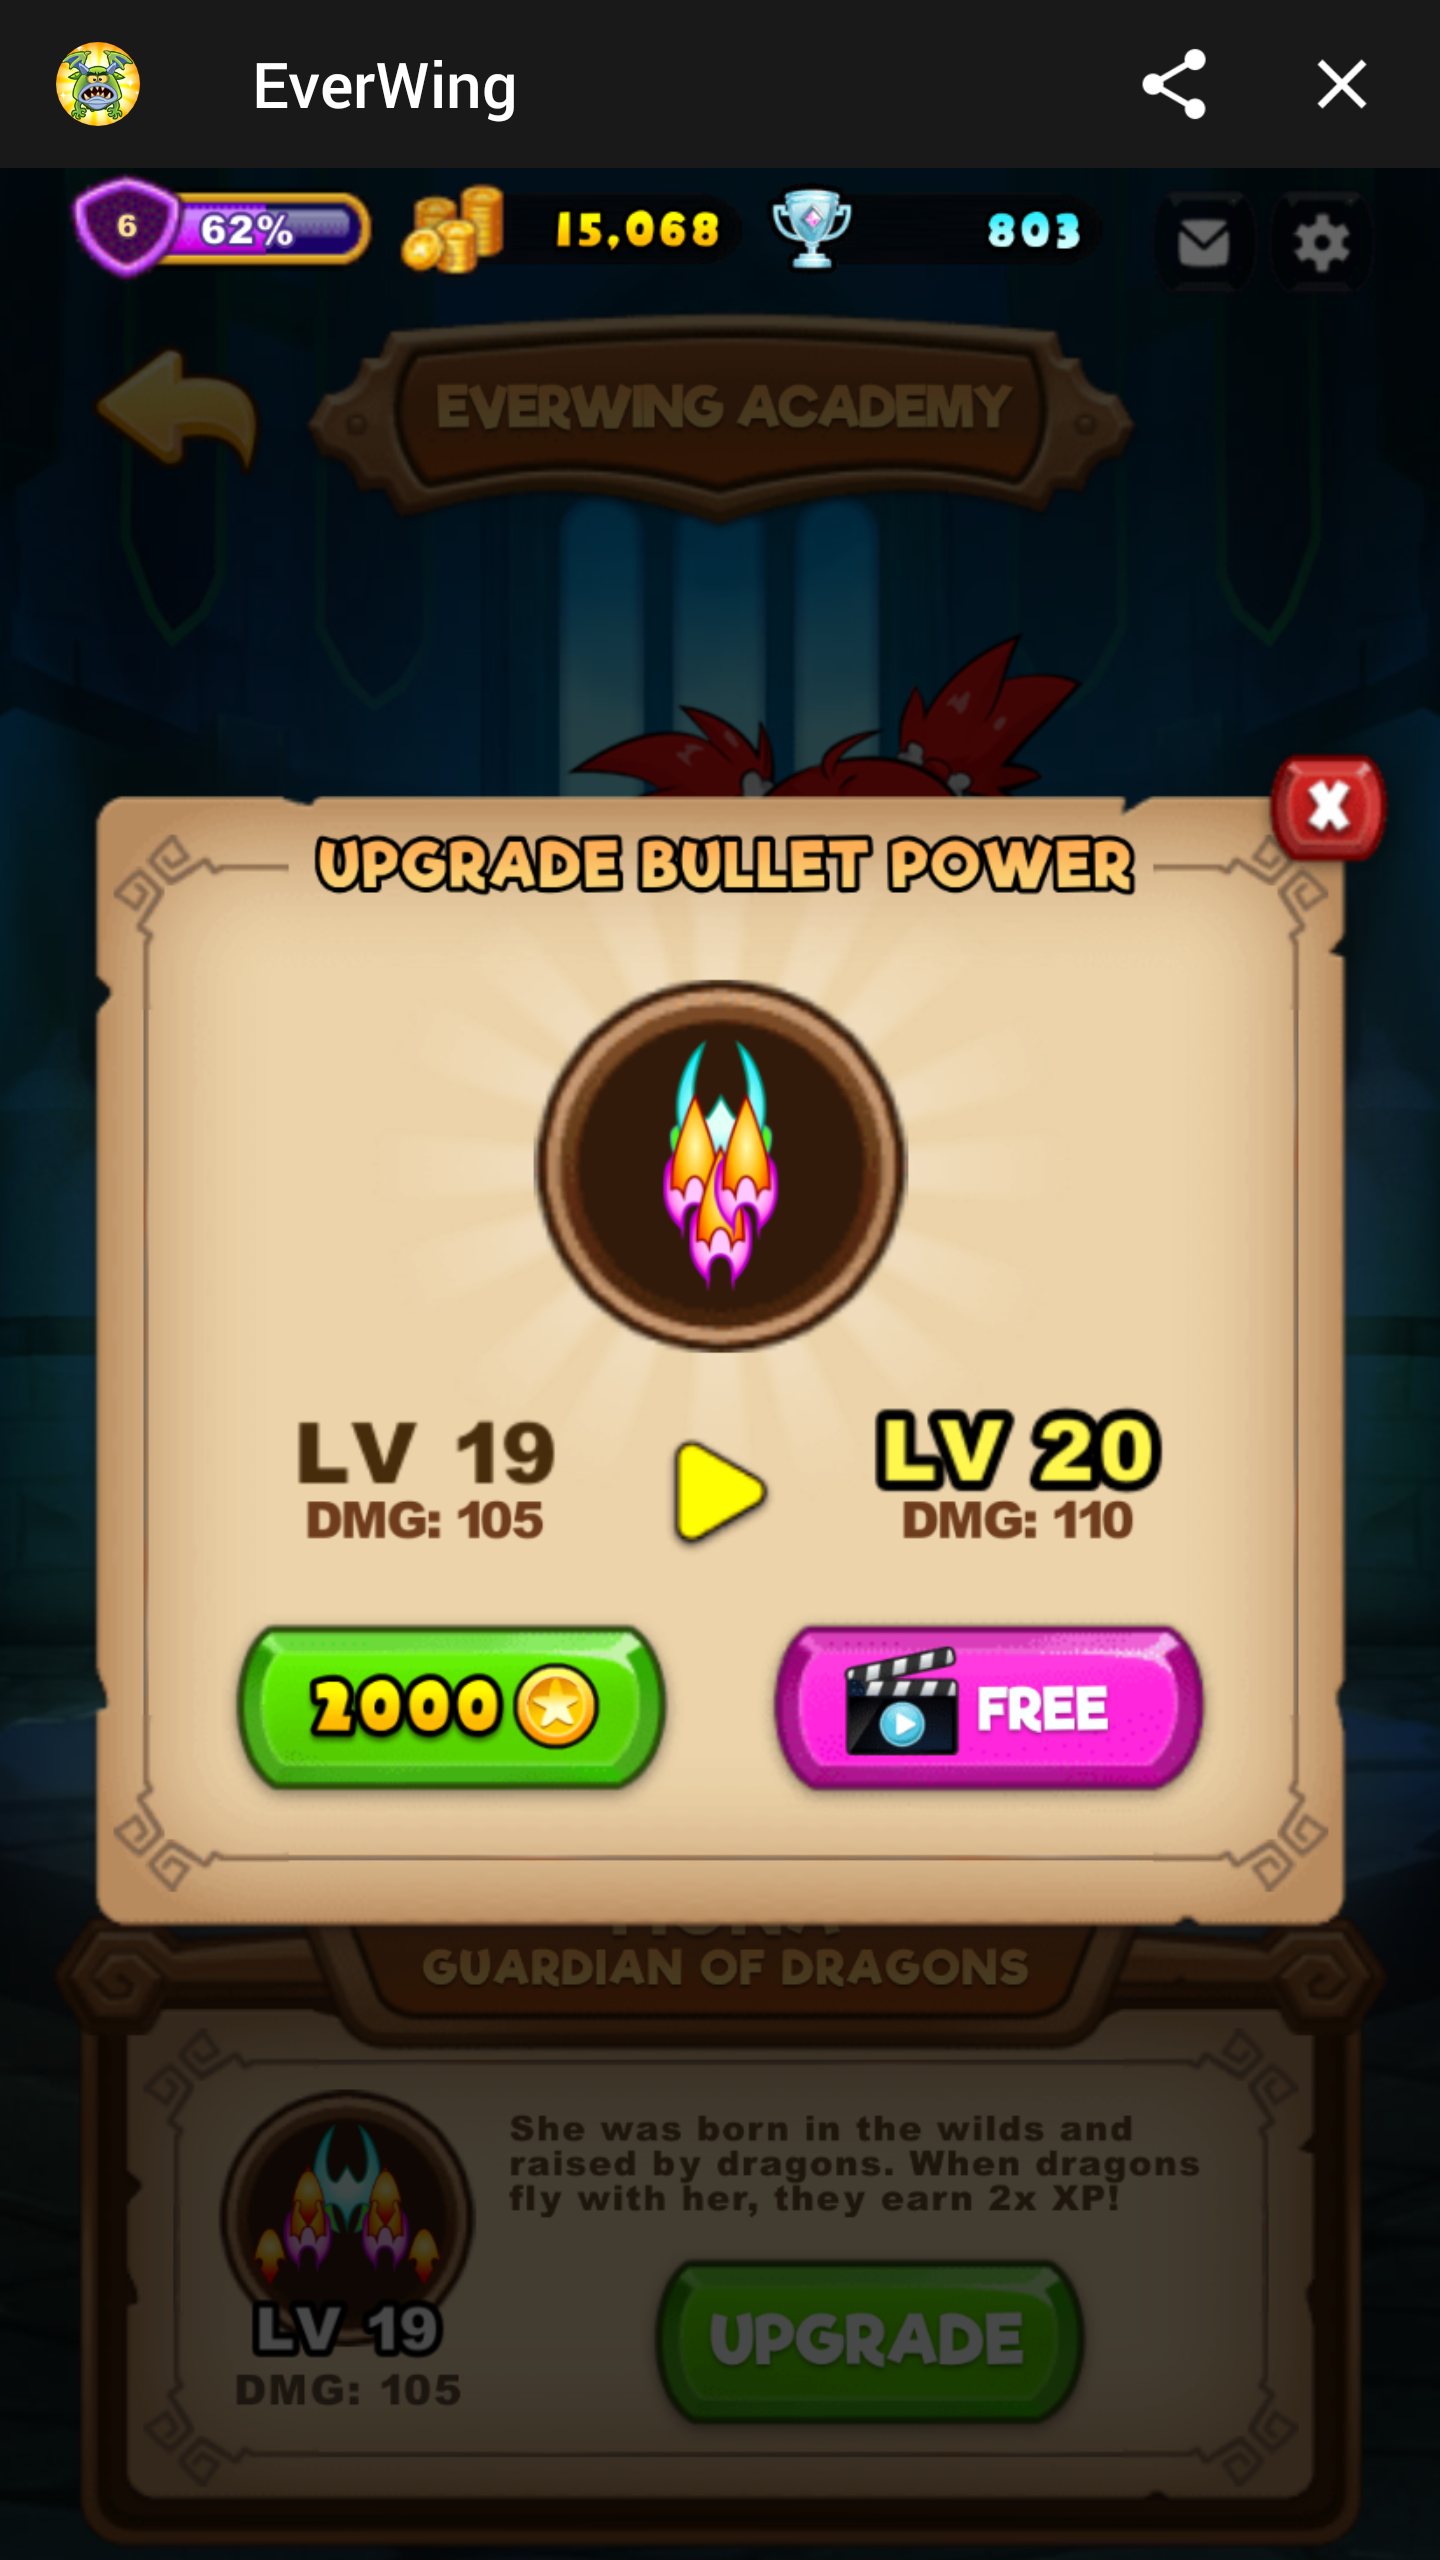 EverWing
6
62%
15,068
803
EVERWING ACADEMY
UPGRADE BULLET POWER
LV 19
DMG: 105
LV 20
DMG: 110
2000
FREE
GUARDIAN OF DRAGONS
She was born in the wilds and
raised by dragons. When dragons
fly with her, they earn 2x XP!
LV 19
DMG: 105
UPGRADE